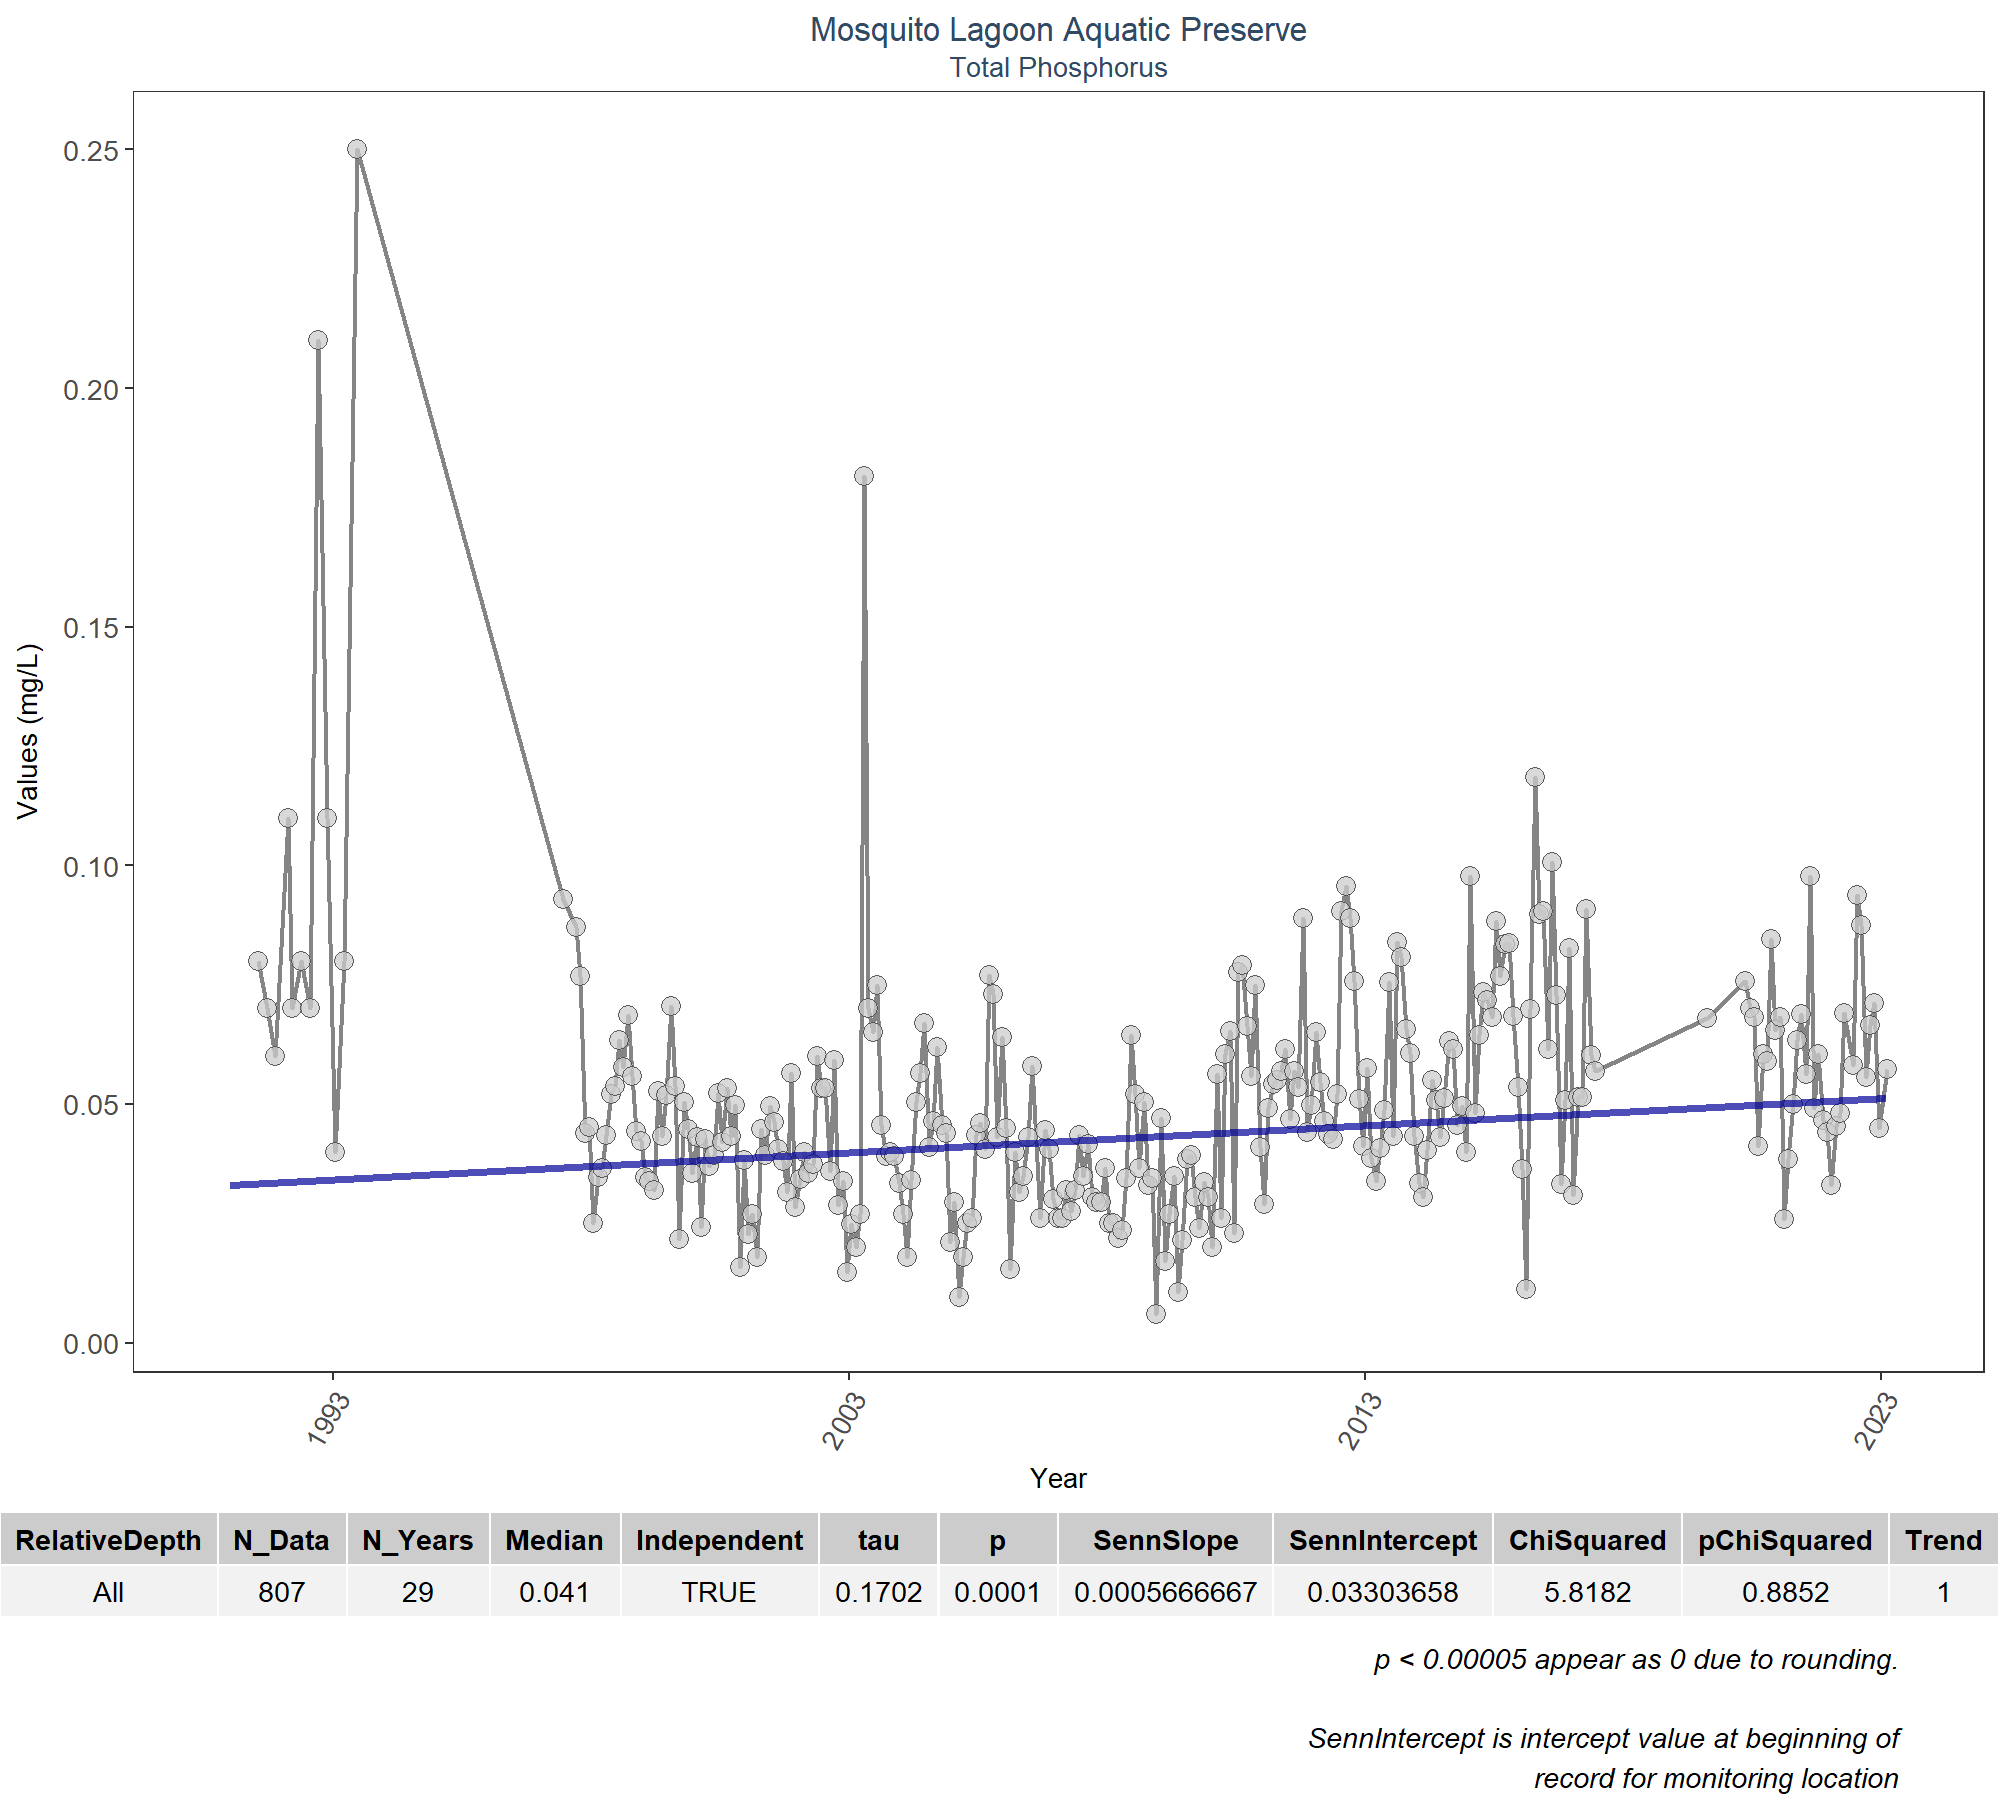 Mosquito Lagoon Aquatic Preserve
Total Phosphorus
Values (mg/L)
0.25
0.20
0.15
0.10
0.05
0.00
1993 2003 2013 2023
Year
RelativeDepth N_Data N_Years Median Independent tau p SennSlope SennIntercept ChiSquared pChiSquared Trend
All 807 29 0.041 TRUE 0.1702 0.0001 0.0005666667 0.03303658 5.8182 0.8852 1
p < 0.00005 appear as 0 due to rounding.
SennIntercept is intercept value at beginning of
record for monitoring location